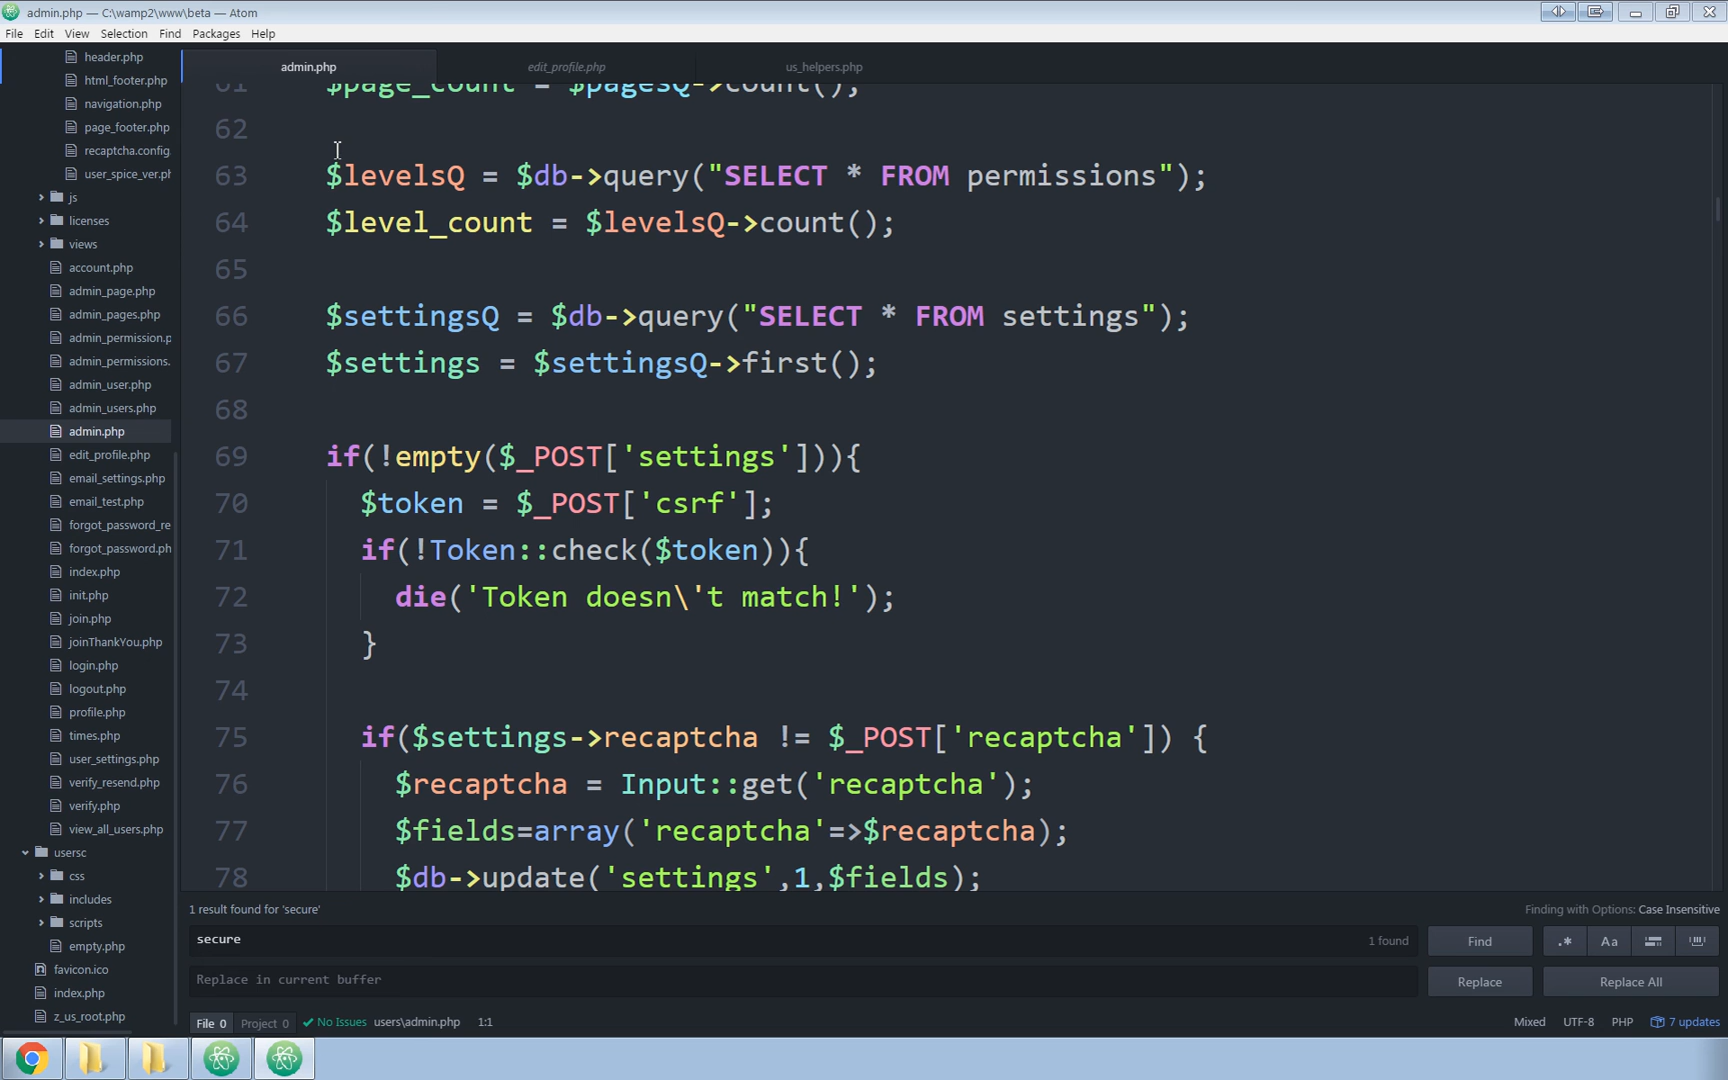 admin.php — C:\wamp2\www\beta — Atom
File Edit View Selection Find Packages Help
header.php
html_footer.php
navigation.php
page_footer.php
recaptcha.config.
user_spice_ver.ph
js
licenses
views
account.php
admin_page.php
admin_pages.php
admin_permission.p
admin_permissions.
admin_user.php
admin_users.php
admin.php
edit_profile.php
email_settings.php
email_test.php
forgot_password_re
forgot_password.ph
index.php
init.php
join.php
joinThankYou.php
login.php
logout.php
profile.php
times.php
user_settings.php
verify_resend.php
verify.php
view_all_users.php
usersc
css
includes
scripts
empty.php
favicon.ico
index.php
z_us_root.php
admin.php edit_profile.php us_helpers.php
61 $page_count = $pagesQ->count();
62
63 $levelsQ = $db->query("SELECT * FROM permissions");
64 $level_count = $levelsQ->count();
65
66 $settingsQ = $db->query("SELECT * FROM settings");
67 $settings = $settingsQ->first();
68
69 if(!empty($_POST['settings'])){
70 $token = $_POST['csrf'];
71 if(!Token::check($token)){
72 die('Token doesn\'t match!');
73 }
74
75 if($settings->recaptcha != $_POST['recaptcha']) {
76 $recaptcha = Input::get('recaptcha');
77 $fields=array('recaptcha'=>$recaptcha);
78 $db->update('settings',1,$fields);
1 result found for 'secure' Finding with Options: Case Insensitive
secure 1 found Find .* Aa
Replace in current buffer Replace Replace All
File 0 Project 0 No Issues users\admin.php 1:1 Mixed UTF-8 PHP 7 updates